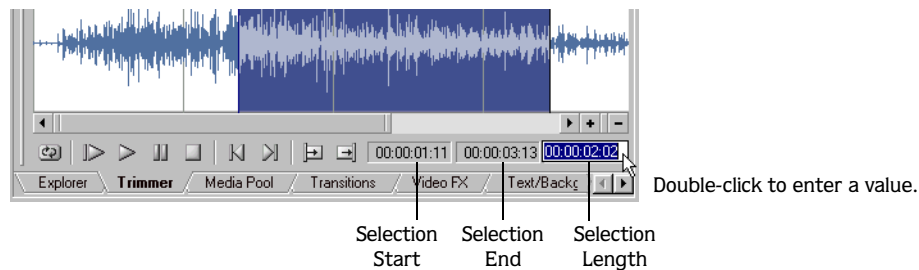 00:00:01:11 00:00:03:13 00:00:02:02
Explorer Trimmer Media Pool Transitions Video FX Text/Backg
Double-click to enter a value.
Selection Start
Selection End
Selection Length